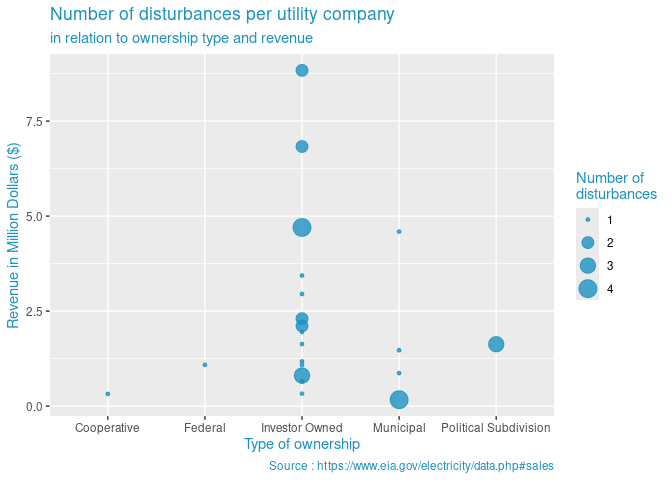 Number of disturbances per utility company
in relation to ownership type and revenue
Revenue in Million Dollars ($)
7.5
5.0
2.5
0.0
Cooperative
Federal
Investor Owned
Municipal
Political Subdivision
Type of ownership
Number of
disturbances
1
2
3
4
Source : https://www.eia.gov/electricity/data.php#sales